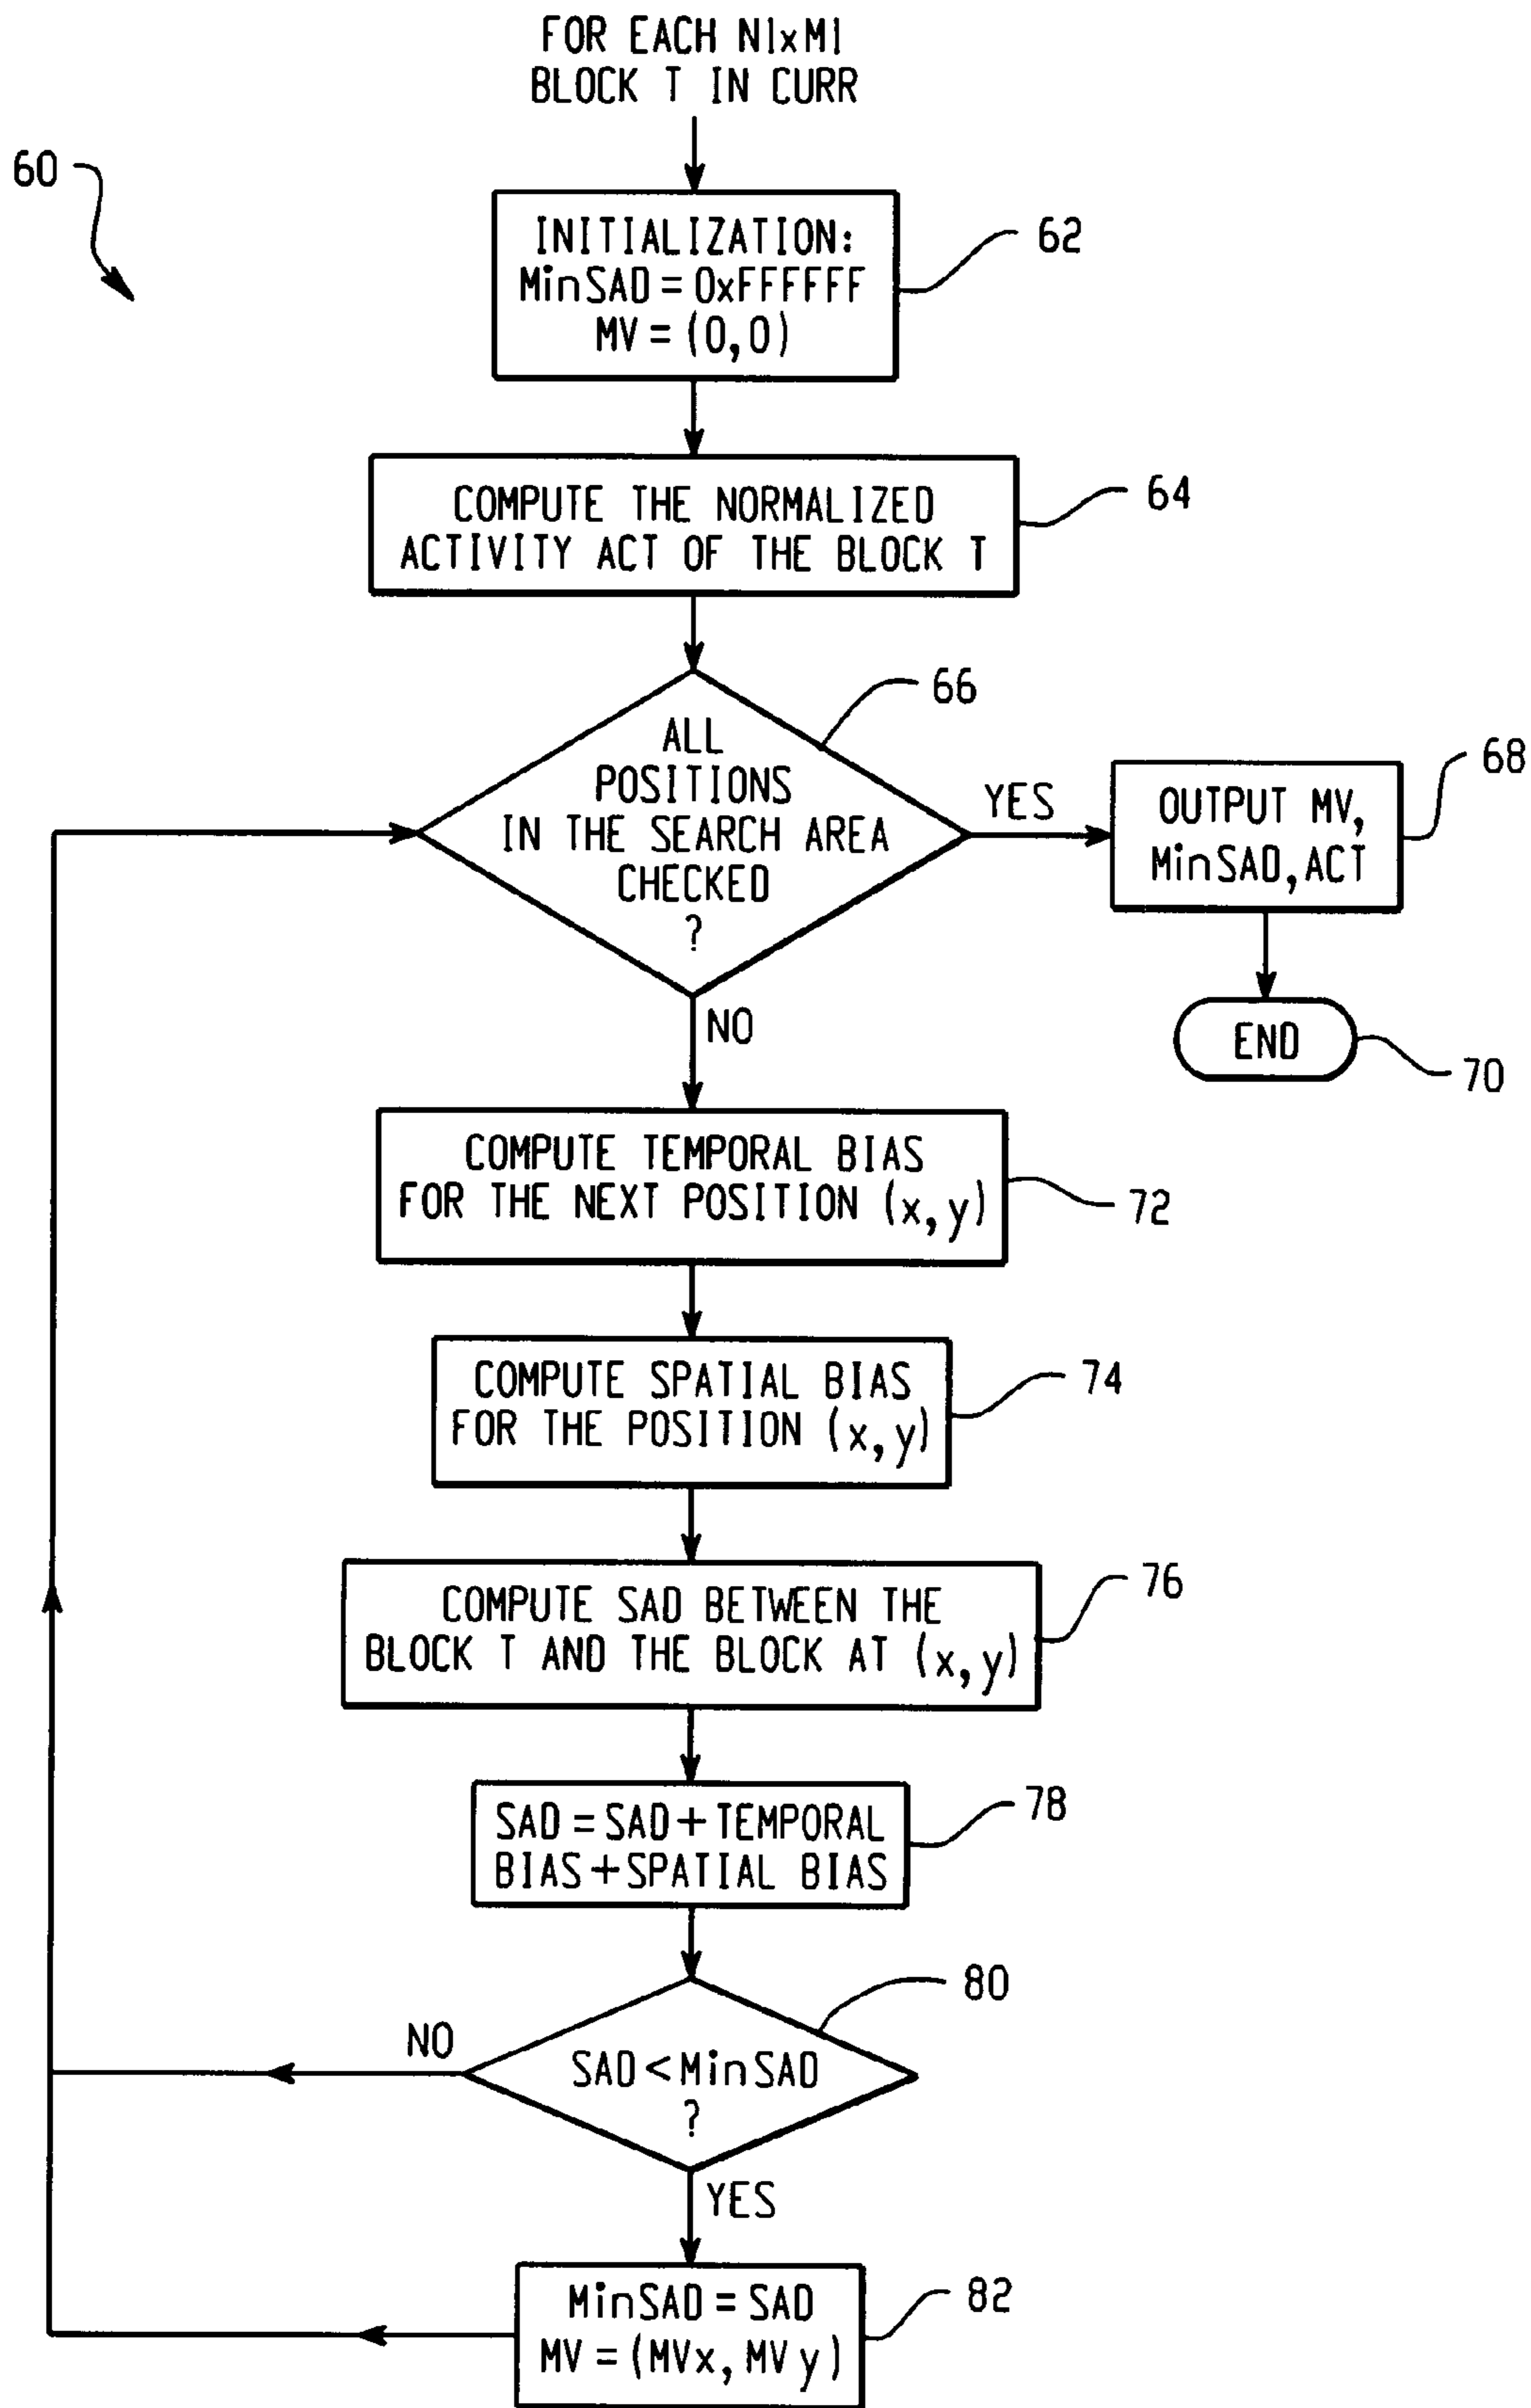 FOR EACH N1xM1
BLOCK T IN CURR
60
INITIALIZATION:
MinSAD = 0xFFFFFF
MV = (0,0)
62
COMPUTE THE NORMALIZED
ACTIVITY ACT OF THE BLOCK T
64
66
ALL
POSITIONS
IN THE SEARCH AREA
CHECKED
?
YES
OUTPUT MV,
MinSAD, ACT
68
END
70
NO
COMPUTE TEMPORAL BIAS
FOR THE NEXT POSITION (x,y)
72
COMPUTE SPATIAL BIAS
FOR THE POSITION (x,y)
74
COMPUTE SAD BETWEEN THE
BLOCK T AND THE BLOCK AT (x,y)
76
SAD = SAD + TEMPORAL
BIAS + SPATIAL BIAS
78
80
NO
SAD < MinSAD
?
YES
MinSAD = SAD
MV = (MVx, MVy)
82